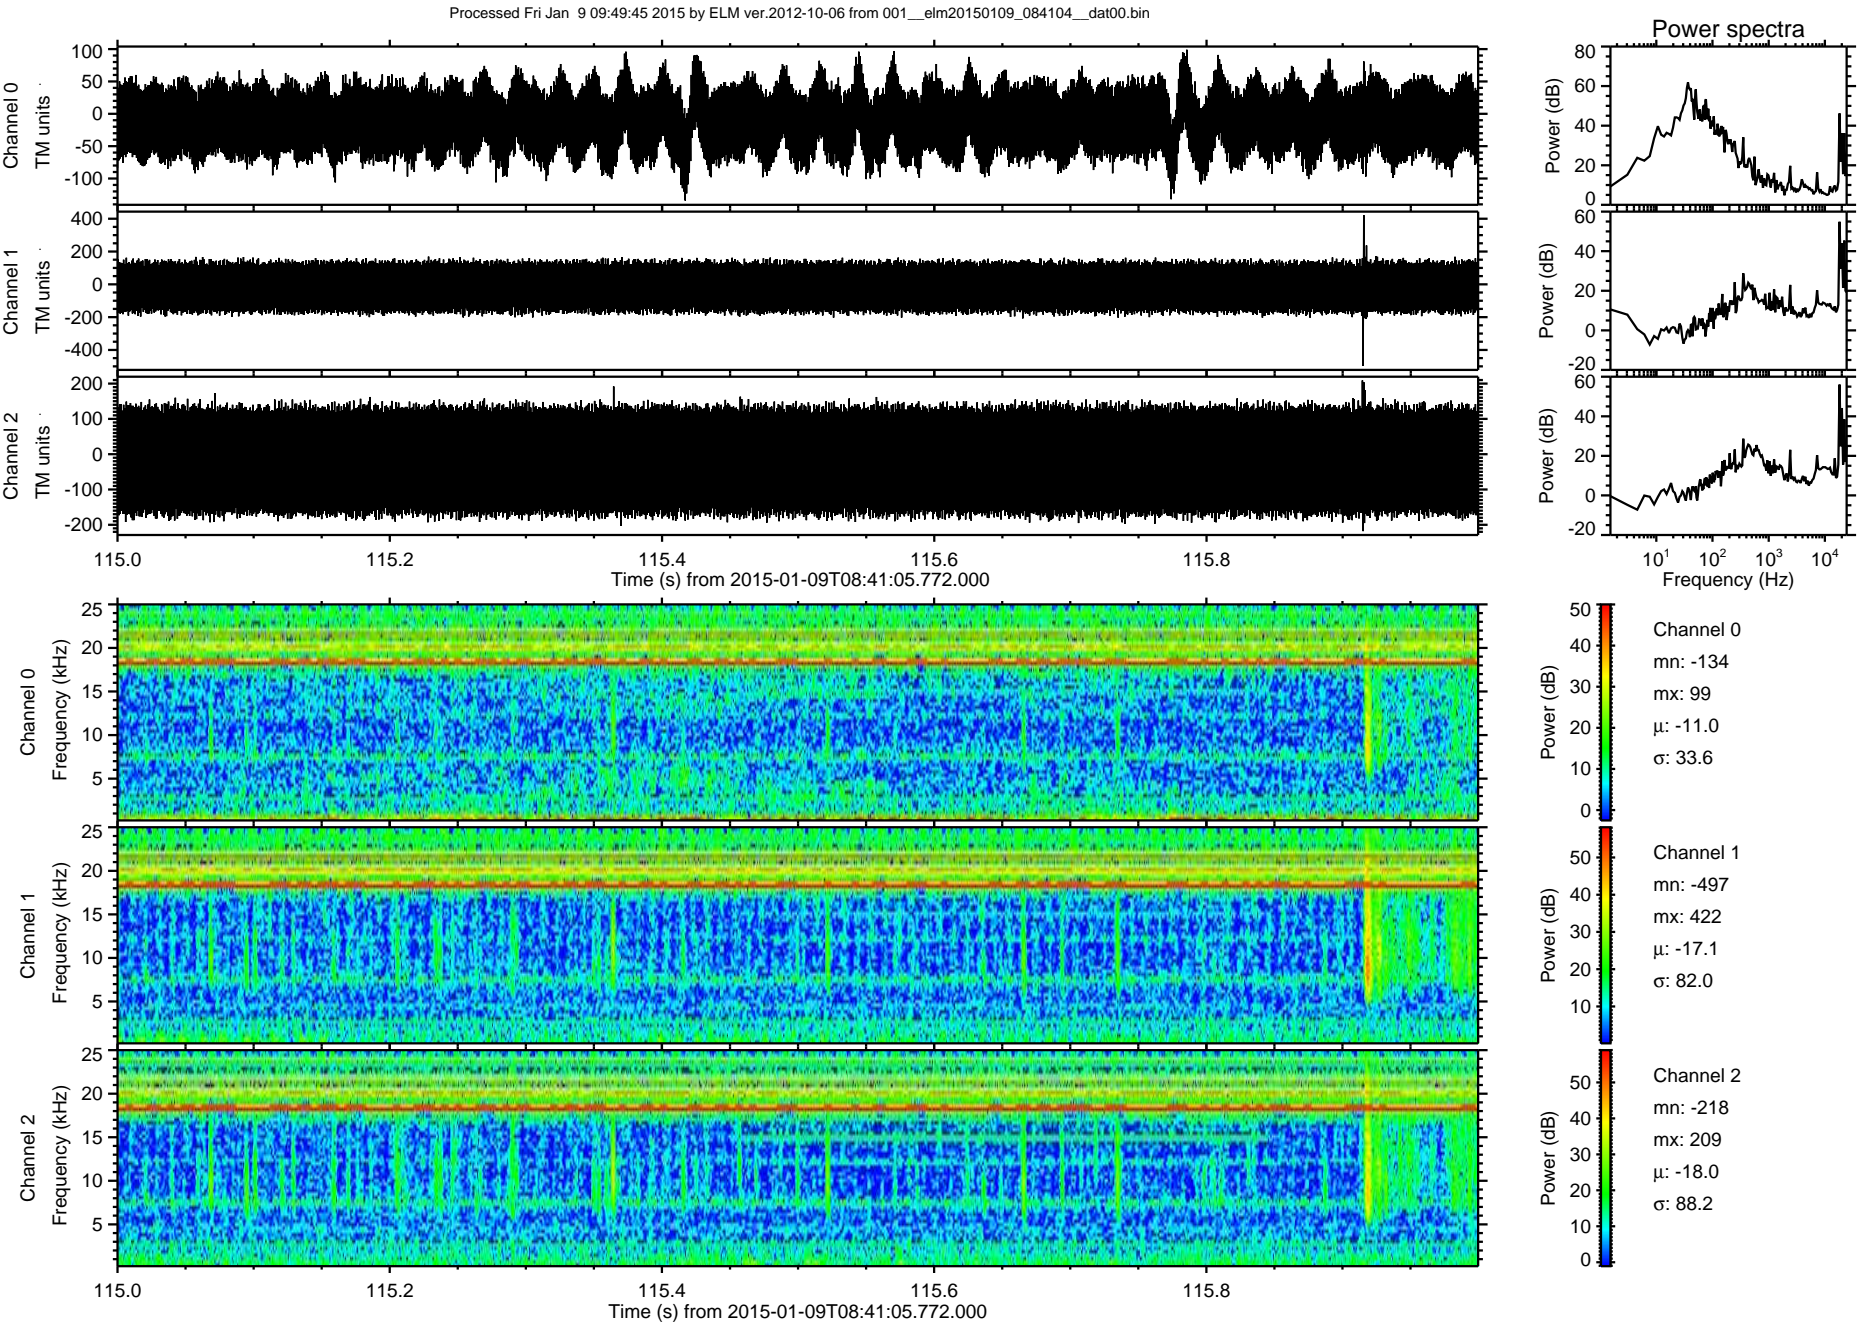 Processed Fri Jan  9 09:49:45 2015 by ELM ver.2012-10-06 from 001__elm20150109_084104__dat00.bin
Power spectra
Channel 0
TM units
100
50
0
-50
-100
Power (dB)
80
60
40
20
0
Channel 1
TM units
400
200
0
-200
-400
Power (dB)
60
40
20
0
-20
Channel 2
TM units
200
100
0
-100
-200
Power (dB)
60
40
20
0
-20
115.0 115.2 115.4 115.6 115.8
Time (s) from 2015-01-09T08:41:05.772.000
10¹ 10² 10³ 10⁴
Frequency (Hz)
Channel 0
Frequency (kHz)
25
20
15
10
5
Power (dB)
50
40
30
20
10
0
Channel 0
mn: -134
mx: 99
μ: -11.0
σ: 33.6
Channel 1
Frequency (kHz)
25
20
15
10
5
Power (dB)
50
40
30
20
10
Channel 1
mn: -497
mx: 422
μ: -17.1
σ: 82.0
Channel 2
Frequency (kHz)
25
20
15
10
5
Power (dB)
50
40
30
20
10
0
Channel 2
mn: -218
mx: 209
μ: -18.0
σ: 88.2
115.0 115.2 115.4 115.6 115.8
Time (s) from 2015-01-09T08:41:05.772.000